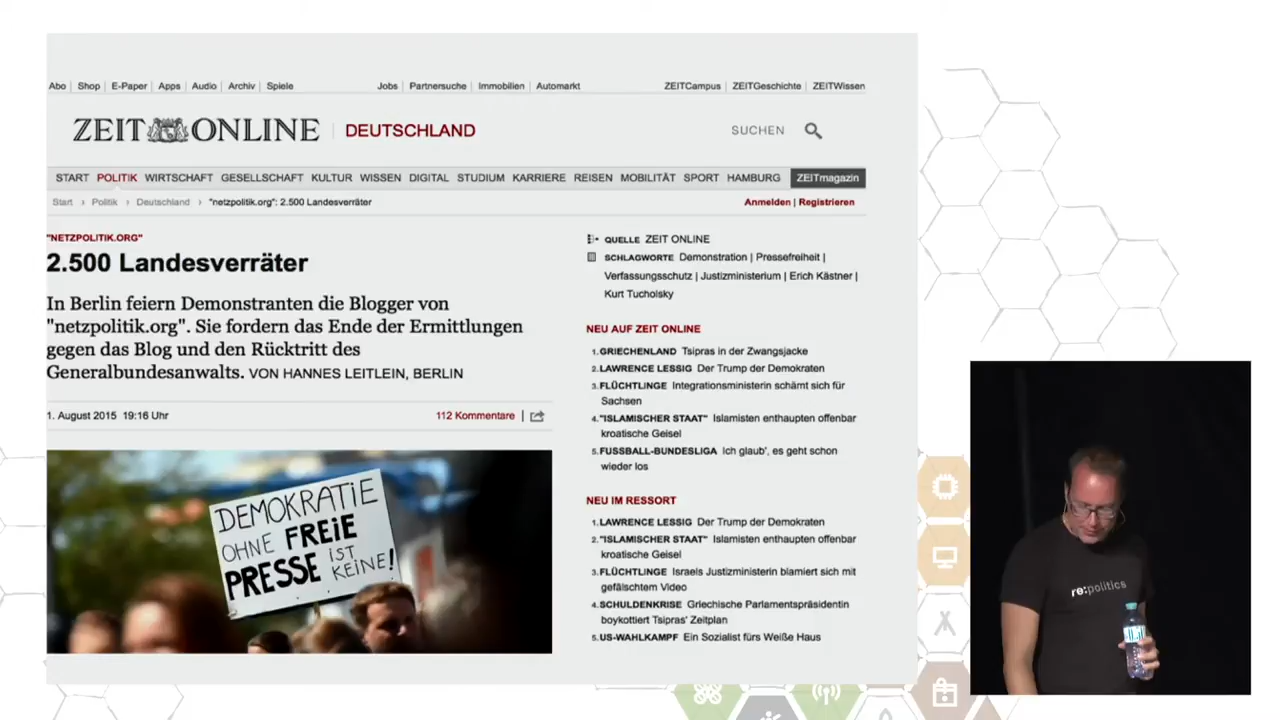 Abo | Shop | E-Paper | Apps | Audio | Archiv | Spiele
Jobs | Partnersuche | Immobilien | Automarkt
ZEITCampus | ZEITGeschichte | ZEITWissen
ZEIT ONLINE | DEUTSCHLAND
SUCHEN
START POLITIK WIRTSCHAFT GESELLSCHAFT KULTUR WISSEN DIGITAL STUDIUM KARRIERE REISEN MOBILITÄT SPORT HAMBURG ZEITmagazin
Start › Politik › Deutschland › "netzpolitik.org": 2.500 Landesverräter
Anmelden | Registrieren
"NETZPOLITIK.ORG"
2.500 Landesverräter
In Berlin feiern Demonstranten die Blogger von
"netzpolitik.org". Sie fordern das Ende der Ermittlungen
gegen das Blog und den Rücktritt des
Generalbundesanwalts. VON HANNES LEITLEIN, BERLIN
1. August 2015 19:16 Uhr
112 Kommentare |
DEMOKRATIE
OHNE FREIE
PRESSE IST
KEINE!
QUELLE ZEIT ONLINE
SCHLAGWORTE Demonstration | Pressefreiheit |
Verfassungsschutz | Justizministerium | Erich Kästner |
Kurt Tucholsky
NEU AUF ZEIT ONLINE
1. GRIECHENLAND Tsipras in der Zwangsjacke
2. LAWRENCE LESSIG Der Trump der Demokraten
3. FLÜCHTLINGE Integrationsministerin schämt sich für
Sachsen
4. "ISLAMISCHER STAAT" Islamisten enthaupten offenbar
kroatische Geisel
5. FUSSBALL-BUNDESLIGA Ich glaub', es geht schon
wieder los
NEU IM RESSORT
1. LAWRENCE LESSIG Der Trump der Demokraten
2. "ISLAMISCHER STAAT" Islamisten enthaupten offenbar
kroatische Geisel
3. FLÜCHTLINGE Israels Justizministerin blamiert sich mit
gefälschtem Video
4. SCHULDENKRISE Griechische Parlamentspräsidentin
boykottiert Tsipras' Zeitplan
5. US-WAHLKAMPF Ein Sozialist fürs Weiße Haus
re:politics